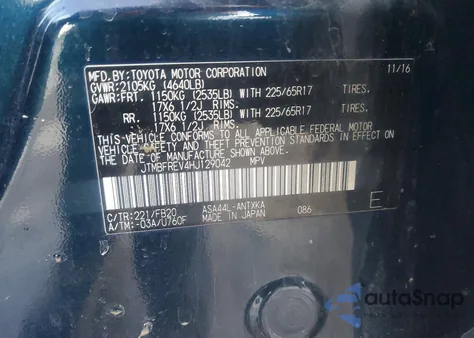 MFD.BY:TOYOTA MOTOR CORPORATION 11/16
GVWR:2105KG (4640LB)
GAWR:FRT. 1150KG (2535LB) WITH 225/65R17 TIRES.
17X6 1/2J RIMS.
RR. 1150KG (2535LB) WITH 225/65R17 TIRES.
17X6 1/2J RIMS.
THIS VEHICLE CONFORMS TO ALL APPLICABLE FEDERAL MOTOR
VEHICLE SAFETY AND THEFT PREVENTION STANDARDS IN EFFECT
ON THE DATE OF MANUFACTURE SHOWN ABOVE.
JTMBFREV4HJ129042 MPV
C/TR:221/FB20 ASA44L-ANTXKA E
A/TM:-03A/U760F MADE IN JAPAN 086
autoSnap